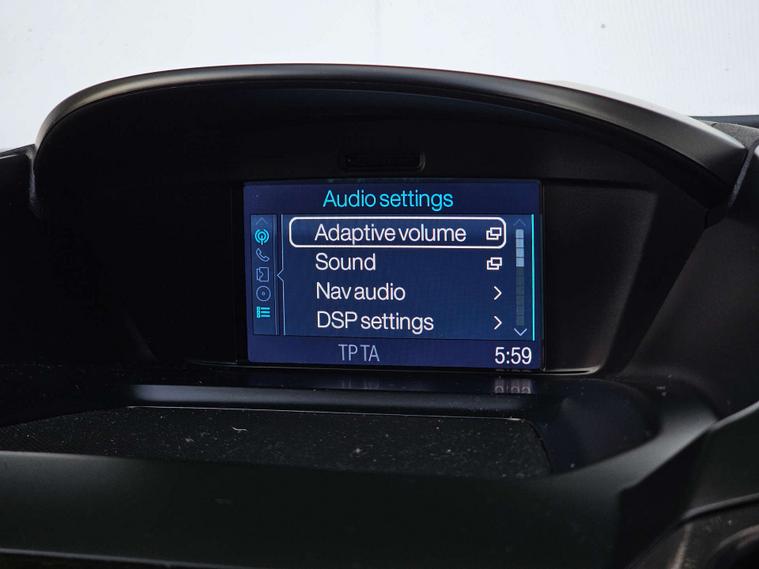 Audio settings
Adaptive volume
Sound
Nav audio
DSP settings
TP TA 5:59